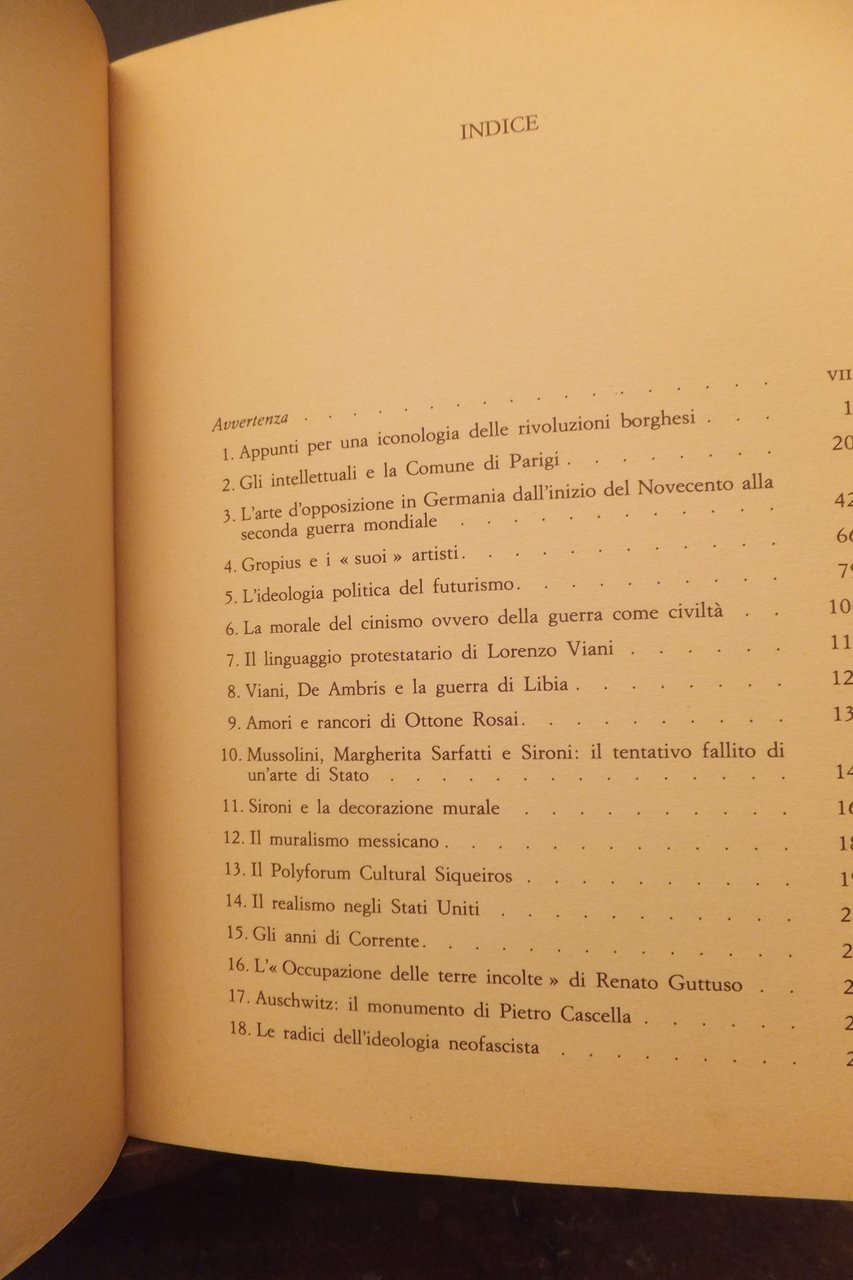 INDICE
Avvertenza . . . . . . . . . . . . . . . . . . . VII
1. Appunti per una iconologia delle rivoluzioni borghesi . . . 1
2. Gli intellettuali e la Comune di Parigi . . . . . . . . 20
3. L'arte d'opposizione in Germania dall'inizio del Novecento alla
seconda guerra mondiale . . . . . . . . . . . . 42
4. Gropius e i « suoi » artisti . . . . . . . . . . . . 66
5. L'ideologia politica del futurismo . . . . . . . . . .
6. La morale del cinismo ovvero della guerra come civiltà . .
7. Il linguaggio protestatario di Lorenzo Viani . . . . . .
8. Viani, De Ambris e la guerra di Libia . . . . . . . .
9. Amori e rancori di Ottone Rosai . . . . . . . . . .
10. Mussolini, Margherita Sarfatti e Sironi: il tentativo fallito di
un'arte di Stato . . . . . . . . . . . . . . .
11. Sironi e la decorazione murale . . . . . . . . . .
12. Il muralismo messicano . . . . . . . . . . . . .
13. Il Polyforum Cultural Siqueiros . . . . . . . . . .
14. Il realismo negli Stati Uniti . . . . . . . . . . .
15. Gli anni di Corrente . . . . . . . . . . . . . .
16. L'« Occupazione delle terre incolte » di Renato Guttuso . .
17. Auschwitz: il monumento di Pietro Cascella . . . . . .
18. Le radici dell'ideologia neofascista . . . . . . . . .